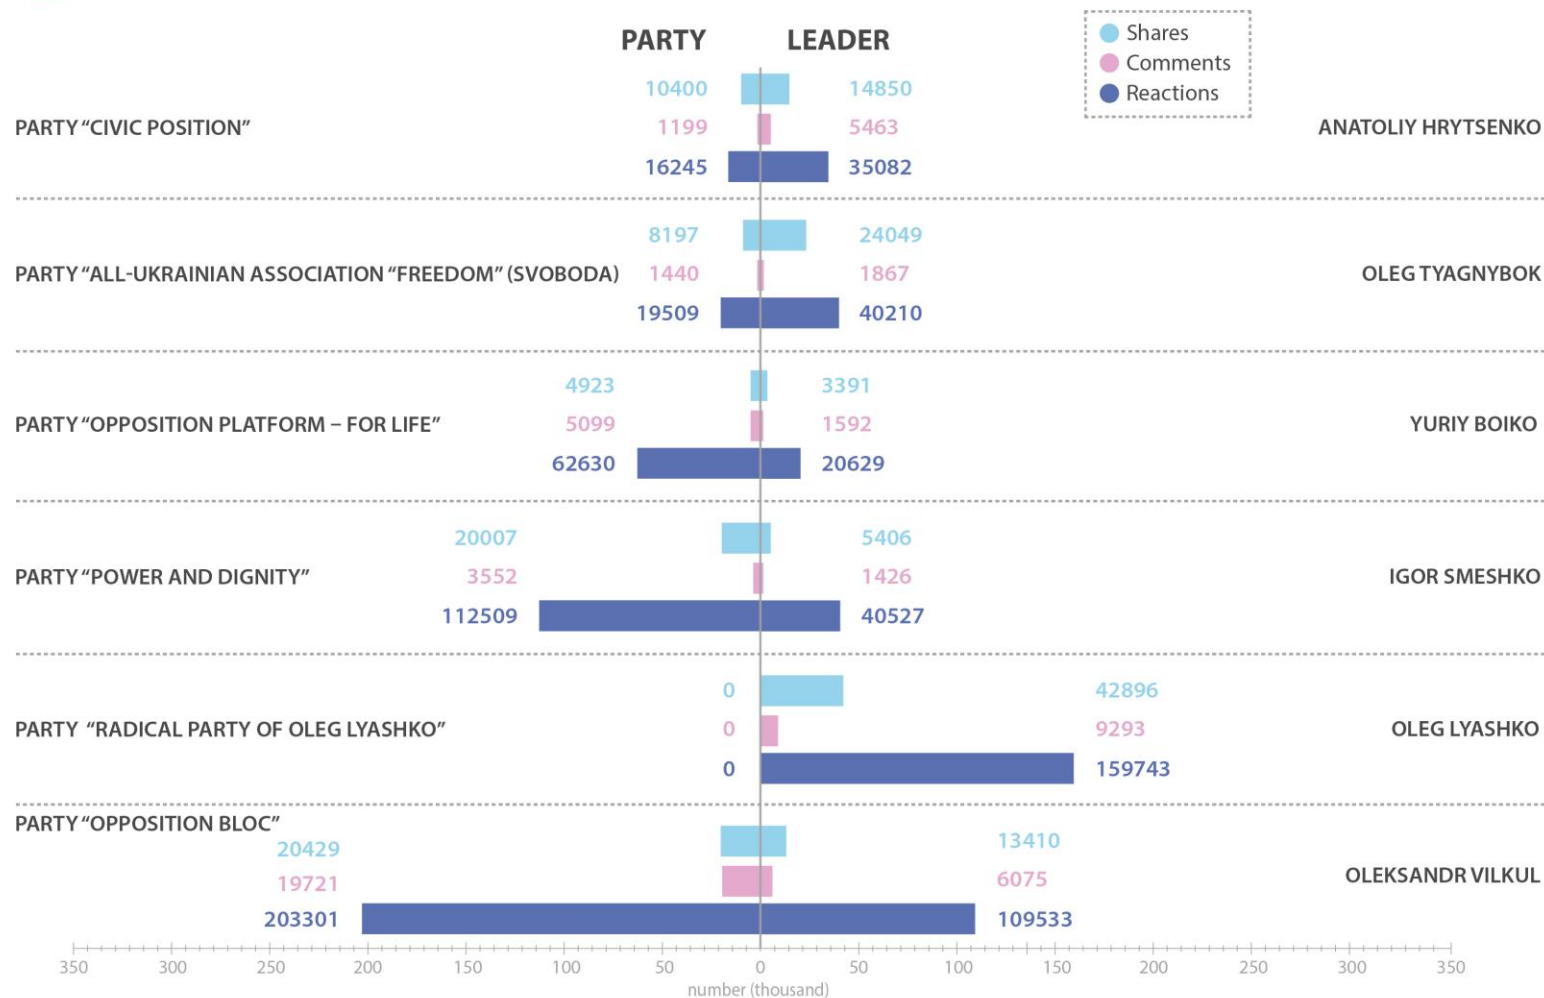 PARTY LEADER
Shares
Comments
Reactions
10400 14850
PARTY “CIVIC POSITION” 1199 5463 ANATOLIY HRYTSENKO
16245 35082
8197 24049
PARTY “ALL-UKRAINIAN ASSOCIATION “FREEDOM” (SVOBODA) 1440 1867 OLEG TYAGNYBOK
19509 40210
4923 3391
PARTY “OPPOSITION PLATFORM – FOR LIFE” 5099 1592 YURIY BOIKO
62630 20629
20007 5406
PARTY “POWER AND DIGNITY” 3552 1426 IGOR SMESHKO
112509 40527
0 42896
PARTY “RADICAL PARTY OF OLEG LYASHKO” 0 9293 OLEG LYASHKO
0 159743
PARTY “OPPOSITION BLOC”
20429 13410
19721 6075 OLEKSANDR VILKUL
203301 109533
350 300 250 200 150 100 50 0 50 100 150 200 250 300 350
number (thousand)